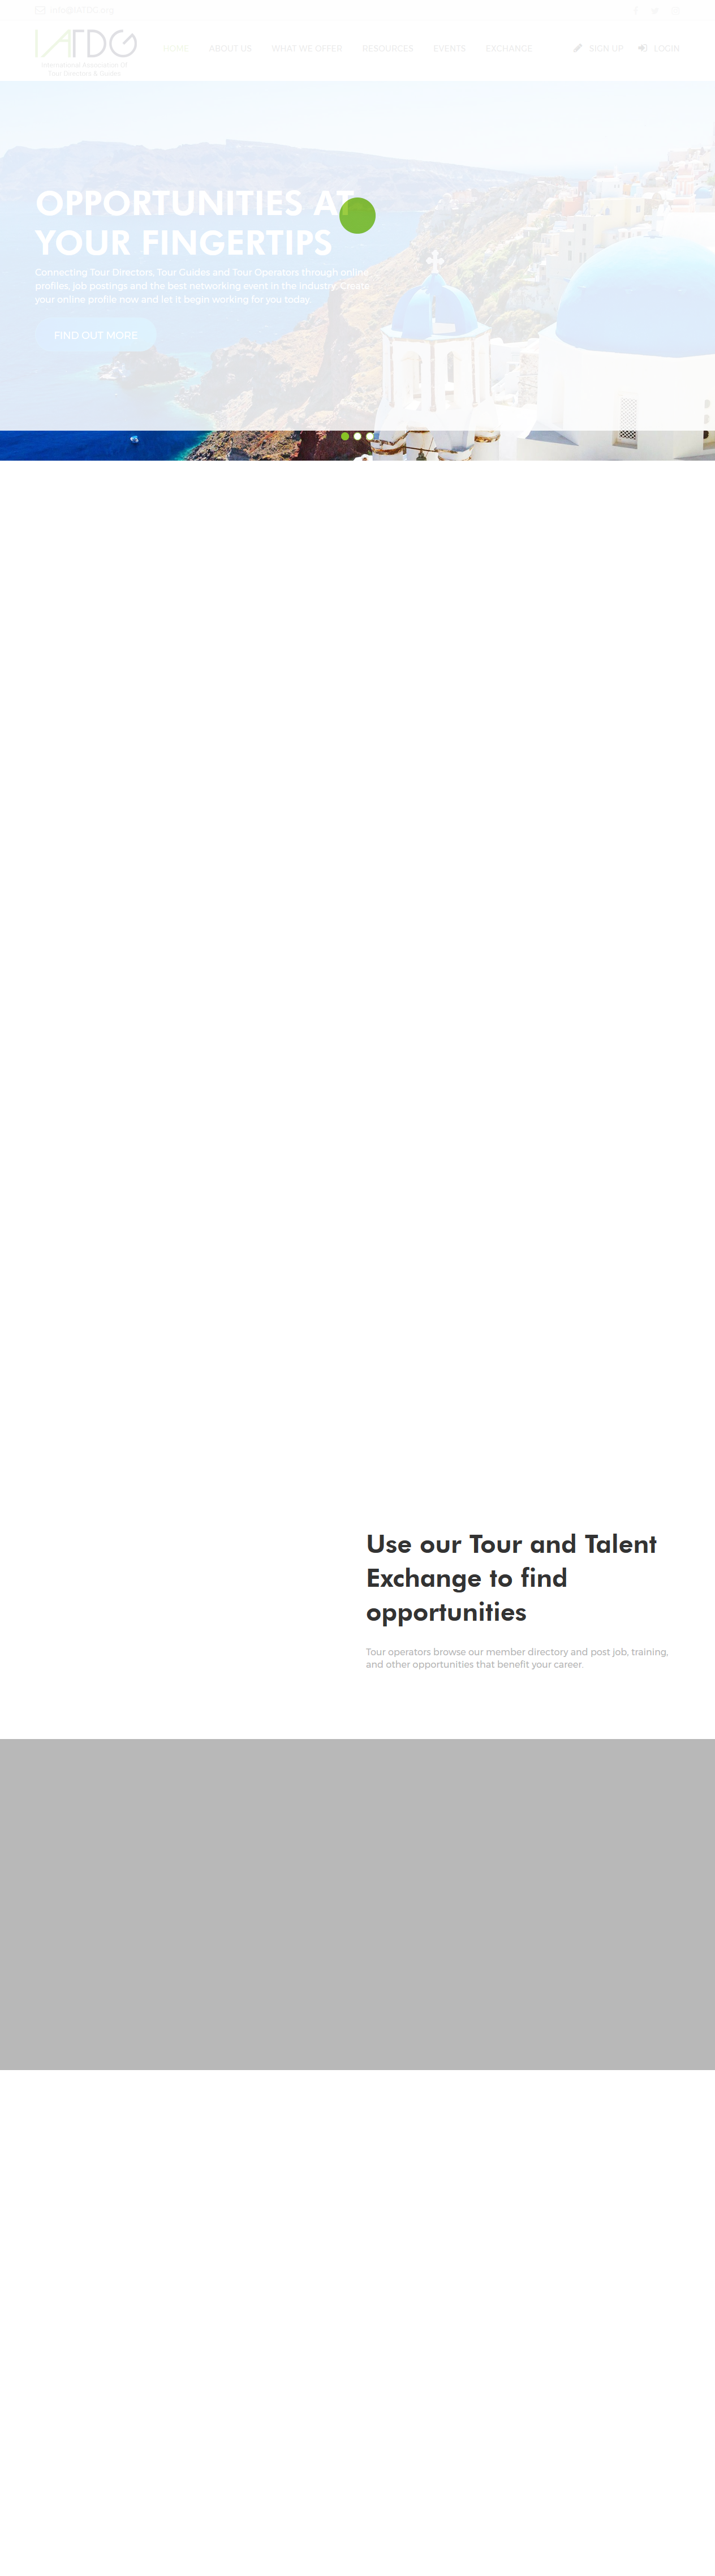 info@IATDG.org
IATDG
International Association Of
Tour Directors & Guides
HOME ABOUT US WHAT WE OFFER RESOURCES EVENTS EXCHANGE SIGN UP LOGIN
OPPORTUNITIES AT
YOUR FINGERTIPS
Connecting Tour Directors, Tour Guides and Tour Operators through online
profiles, Job postings and the best networking event in the industry. Create
your online profile now and let it begin working for you today.
FIND OUT MORE
Use our Tour and Talent
Exchange to find
opportunities
Tour operators browse our member directory and post job, training,
and other opportunities that benefit your career.